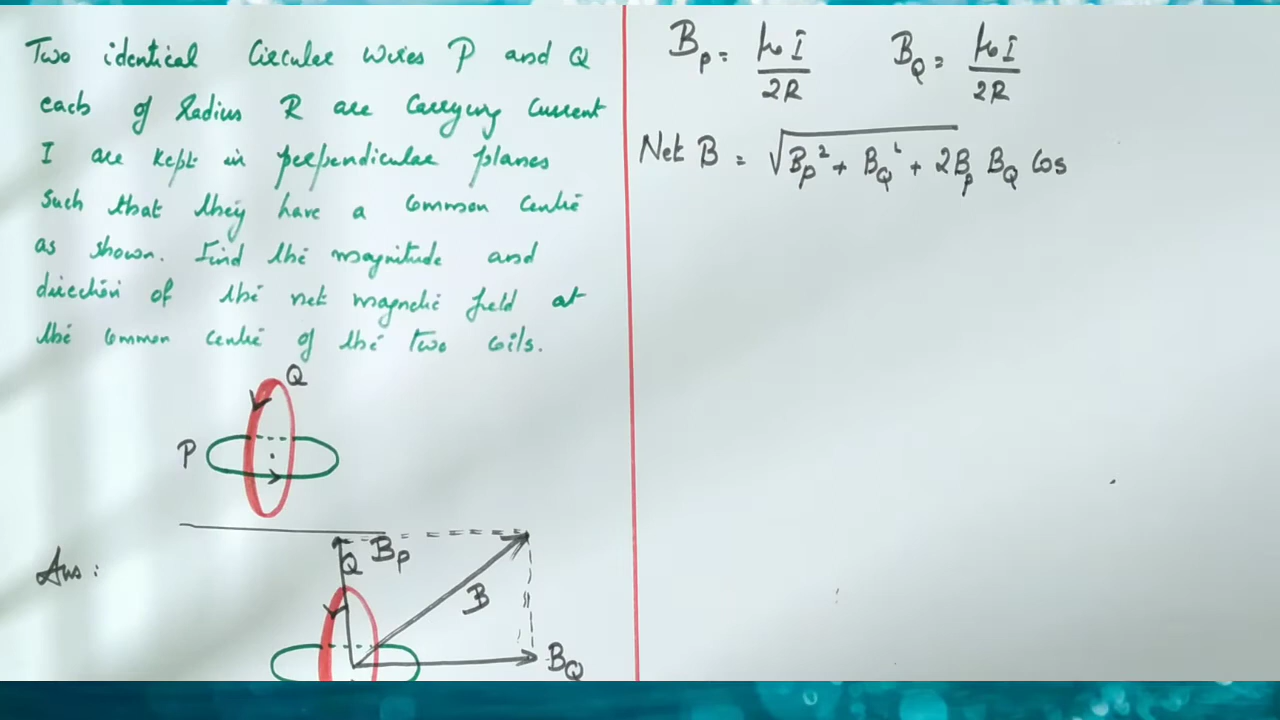 Two identical Circular wires P and Q
each of Radius R are Carrying Current
I are kept in perpendicular planes
Such that they have a common centre
as shown. Find the magnitude and
direction of the net magnetic field at
the common centre of the two coils.
Q
P
Ans:
Bp
Q
B
BQ
Bp = μ₀I/2R BQ = μ₀I/2R
Net B = √Bp² + BQ² + 2Bp BQ Cos